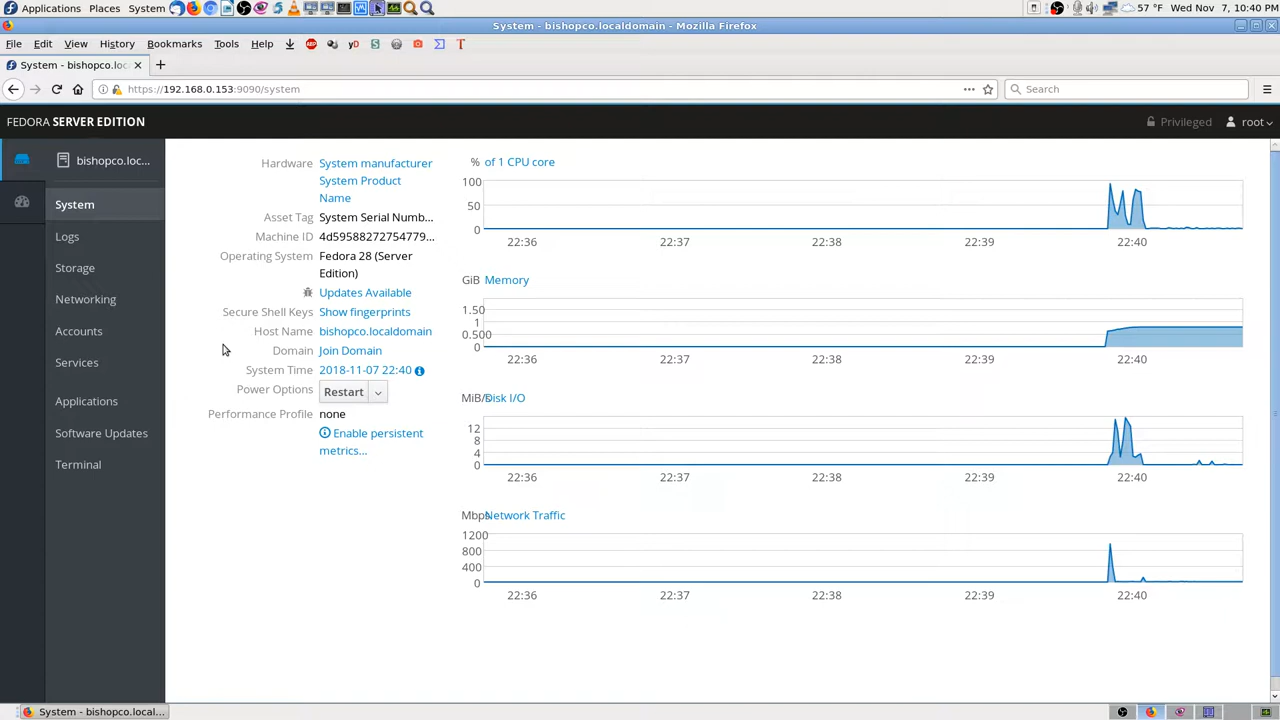 Applications Places System 57 °F Wed Nov 7, 10:40 PM
System - bishopco.localdomain - Mozilla Firefox
File Edit View History Bookmarks Tools Help
System - bishopco.loc
https://192.168.0.153:9090/system
Search
FEDORA SERVER EDITION
Privileged
root
bishopco.loc...
System
Logs
Storage
Networking
Accounts
Services
Applications
Software Updates
Terminal
Hardware System manufacturer
System Product
Name
Asset Tag System Serial Numb...
Machine ID 4d59588272754779...
Operating System Fedora 28 (Server
Edition)
Updates Available
Secure Shell Keys Show fingerprints
Host Name bishopco.localdomain
Domain Join Domain
System Time 2018-11-07 22:40
Power Options Restart
Performance Profile none
Enable persistent
metrics...
% of 1 CPU core
100
50
0
22:36 22:37 22:38 22:39 22:40
GiB Memory
1.50
1
0.500
0
22:36 22:37 22:38 22:39 22:40
MiB/s Disk I/O
12
8
4
0
22:36 22:37 22:38 22:39 22:40
Mbps Network Traffic
1200
800
400
0
22:36 22:37 22:38 22:39 22:40
System - bishopco.local...